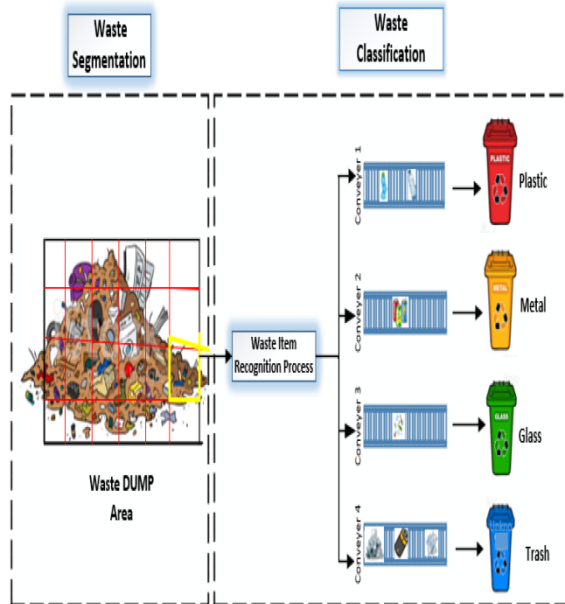 Waste
Segmentation
Waste
Classification
Conveyer 1
PLASTIC
Plastic
Conveyer 2
METAL
Metal
Waste Item
Recognition Process
Conveyer 3
GLASS
Glass
Waste DUMP
Area
Conveyer 4
Trash